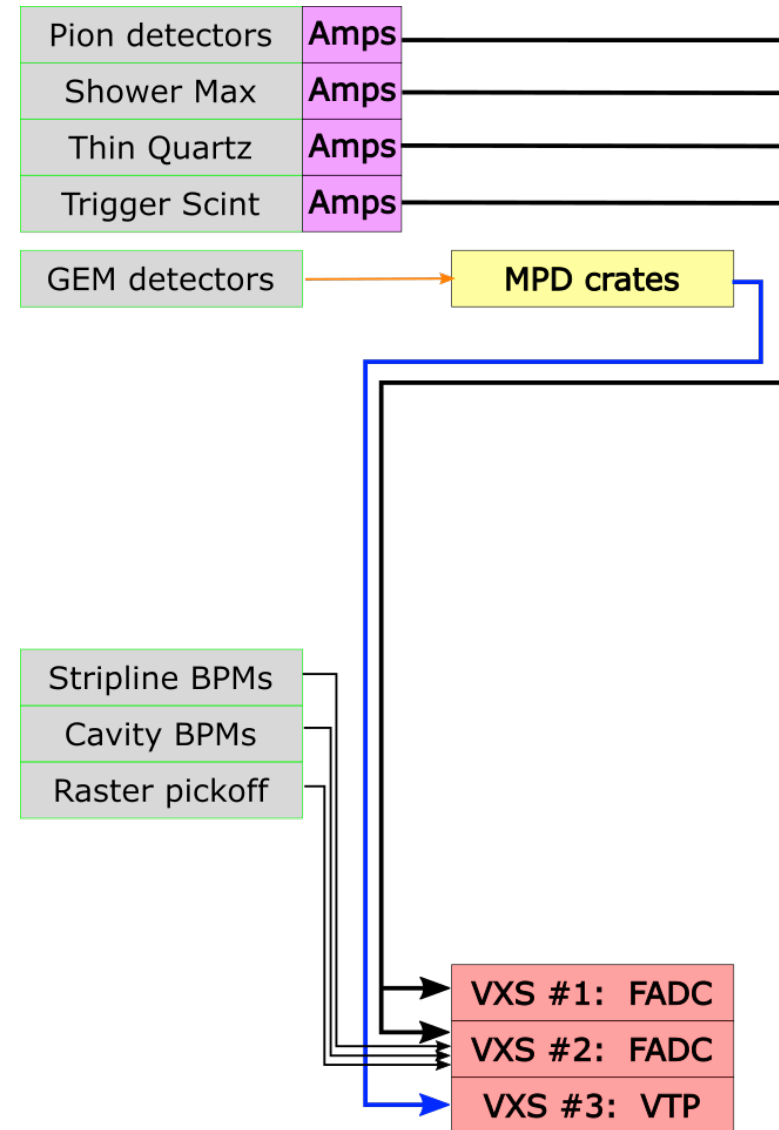 Pion detectors Amps
Shower Max Amps
Thin Quartz Amps
Trigger Scint Amps
GEM detectors MPD crates
Stripline BPMs
Cavity BPMs
Raster pickoff
VXS #1: FADC
VXS #2: FADC
VXS #3: VTP